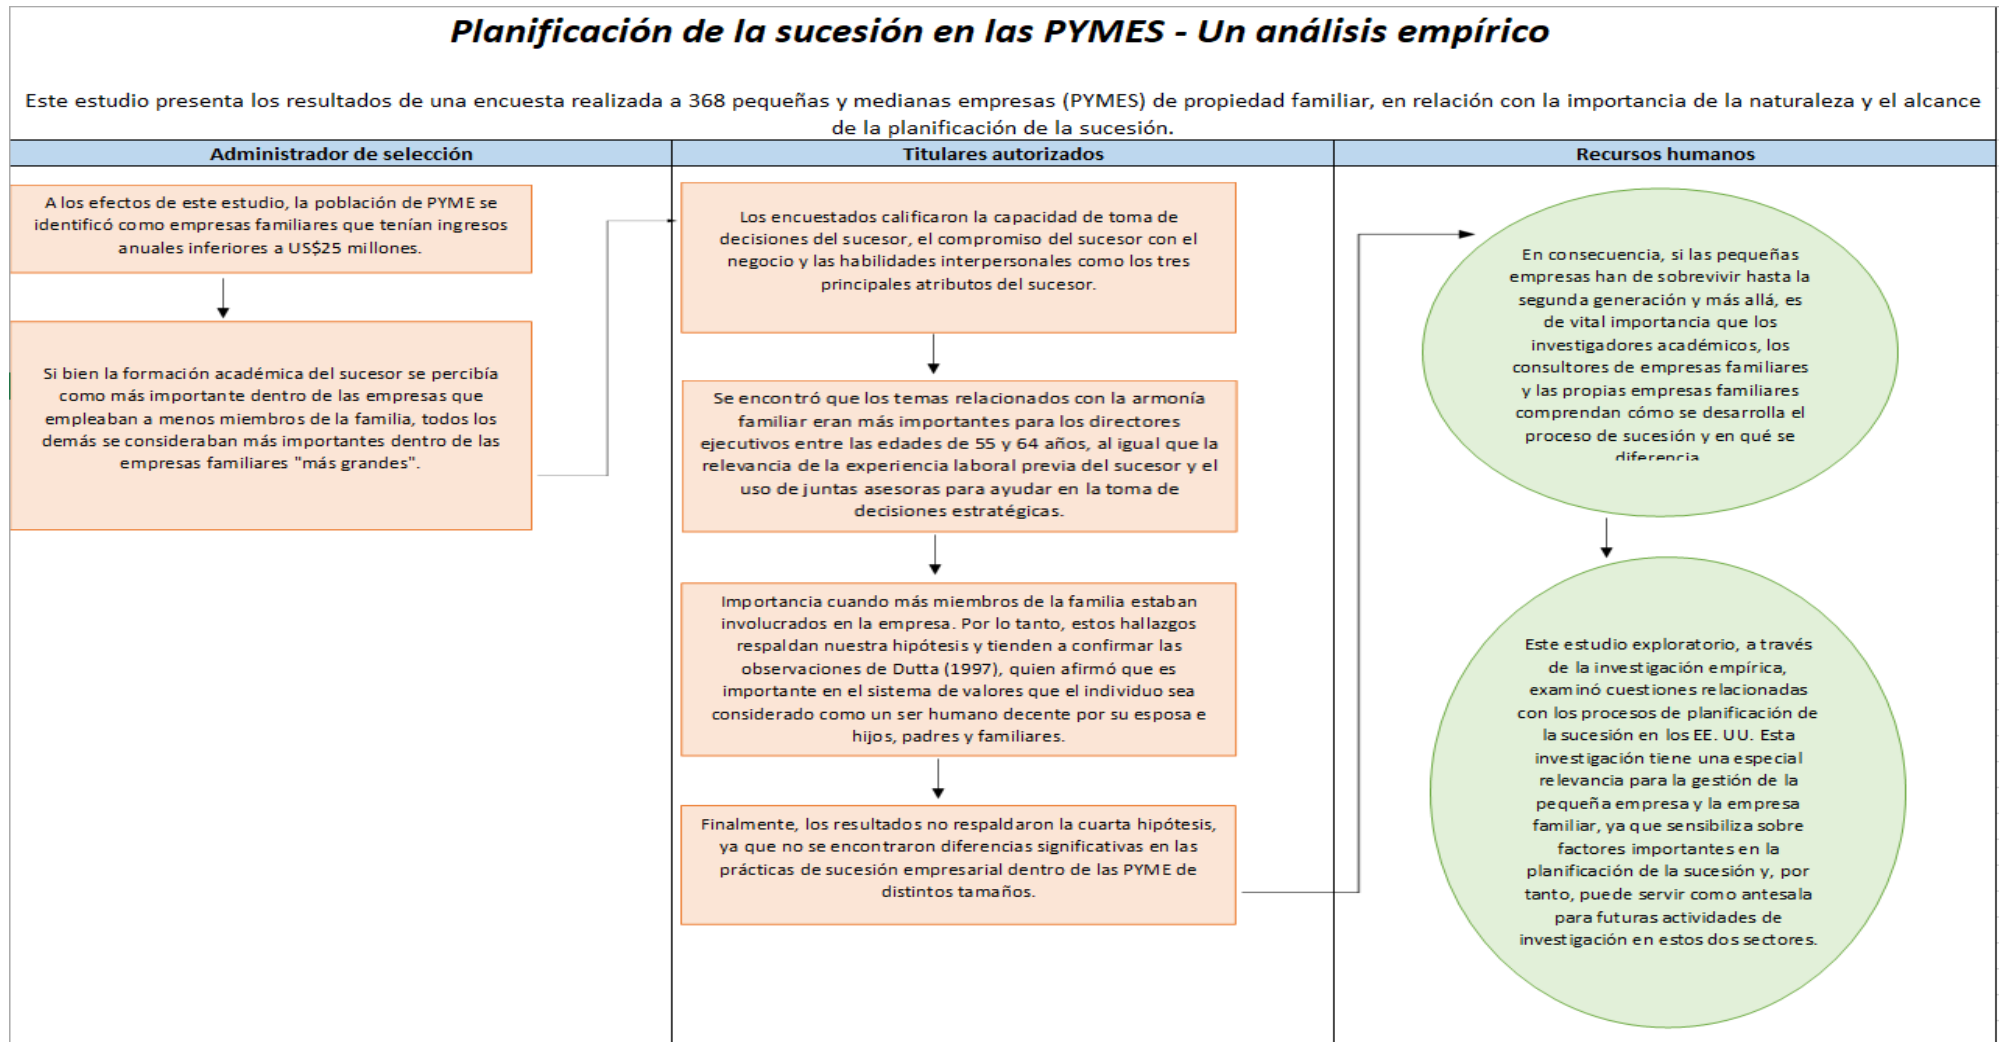 Planificación de la sucesión en las PYMES - Un análisis empírico
Este estudio presenta los resultados de una encuesta realizada a 368 pequeñas y medianas empresas (PYMES) de propiedad familiar, en relación con la importancia de la naturaleza y el alcance
de la planificación de la sucesión.
Administrador de selección
A los efectos de este estudio, la población de PYME se
identificó como empresas familiares que tenían ingresos
anuales inferiores a US$25 millones.
Si bien la formación académica del sucesor se percibía
como más importante dentro de las empresas que
empleaban a menos miembros de la familia, todos los
demás se consideraban más importantes dentro de las
empresas familiares "más grandes".
Titulares autorizados
Los encuestados calificaron la capacidad de toma de
decisiones del sucesor, el compromiso del sucesor con el
negocio y las habilidades interpersonales como los tres
principales atributos del sucesor.
Se encontró que los temas relacionados con la armonía
familiar eran más importantes para los directores
ejecutivos entre las edades de 55 y 64 años, al igual que la
relevancia de la experiencia laboral previa del sucesor y el
uso de juntas asesoras para ayudar en la toma de
decisiones estratégicas.
Importancia cuando más miembros de la familia estaban
involucrados en la empresa. Por lo tanto, estos hallazgos
respaldan nuestra hipótesis y tienden a confirmar las
observaciones de Dutta (1997), quien afirmó que es
importante en el sistema de valores que el individuo sea
considerado como un ser humano decente por su esposa e
hijos, padres y familiares.
Finalmente, los resultados no respaldaron la cuarta hipótesis,
ya que no se encontraron diferencias significativas en las
prácticas de sucesión empresarial dentro de las PYME de
distintos tamaños.
Recursos humanos
En consecuencia, si las pequeñas
empresas han de sobrevivir hasta la
segunda generación y más allá, es
de vital importancia que los
investigadores académicos, los
consultores de empresas familiares
y las propias empresas familiares
comprendan cómo se desarrolla el
proceso de sucesión y en qué se
diferencia
Este estudio exploratorio, a través
de la investigación empírica,
examinó cuestiones relacionadas
con los procesos de planificación de
la sucesión en los EE. UU. Esta
investigación tiene una especial
relevancia para la gestión de la
pequeña empresa y la empresa
familiar, ya que sensibiliza sobre
factores importantes en la
planificación de la sucesión y, por
tanto, puede servir como antesala
para futuras actividades de
investigación en estos dos sectores.